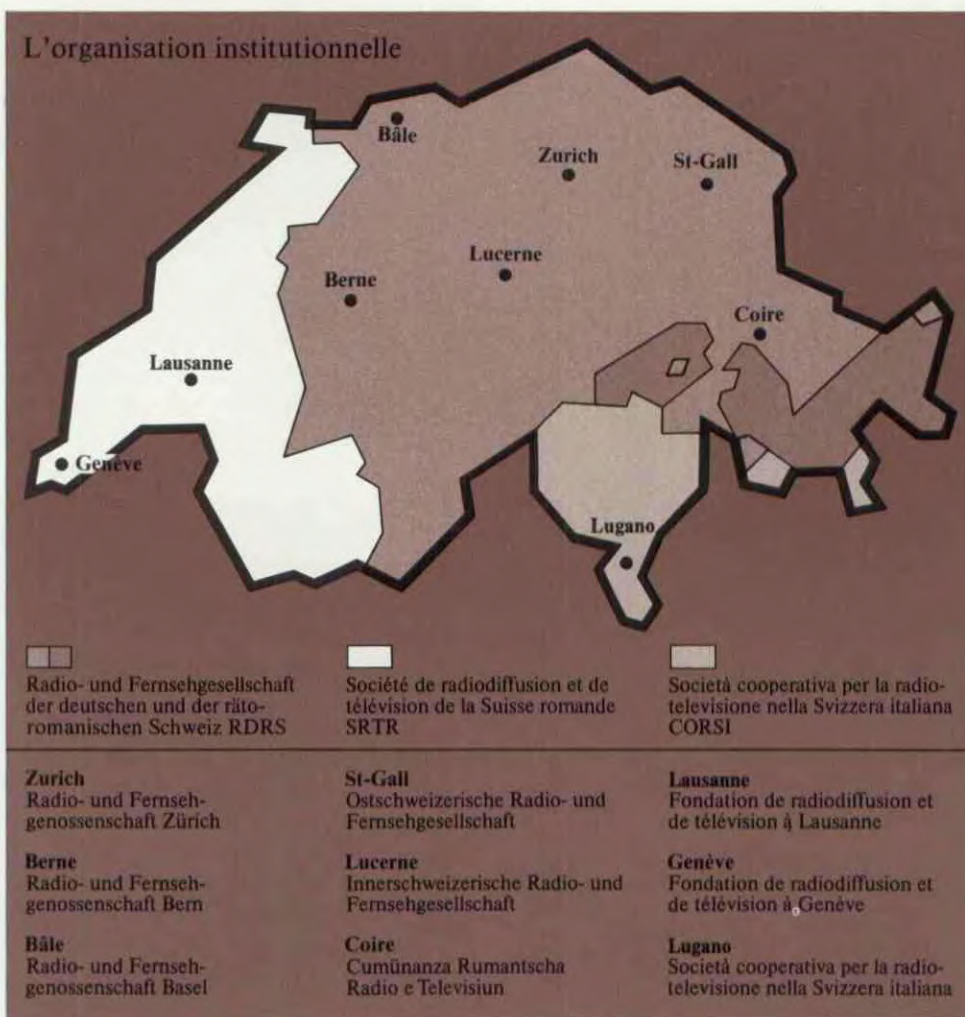 L'organisation institutionnelle
Bâle
Zurich
St-Gall
Lucerne
Berne
Coire
Lausanne
Genève
Lugano
Radio- und Fernsehgesellschaft
der deutschen und der räto-
romanischen Schweiz RDRS
Société de radiodiffusion et de
télévision de la Suisse romande
SRTR
Società cooperativa per la radio-
televisione nella Svizzera italiana
CORSI
Zurich
Radio- und Fernseh-
genossenschaft Zürich
Berne
Radio- und Fernseh-
genossenschaft Bern
Bâle
Radio- und Fernseh-
genossenschaft Basel
St-Gall
Ostschweizerische Radio- und
Fernsehgesellschaft
Lucerne
Innerschweizerische Radio- und
Fernsehgesellschaft
Coire
Cumünanza Rumantscha
Radio e Televisiun
Lausanne
Fondation de radiodiffusion et
de télévision à Lausanne
Genève
Fondation de radiodiffusion et
de télévision à Genève
Lugano
Società cooperativa per la radio-
televisione nella Svizzera italiana